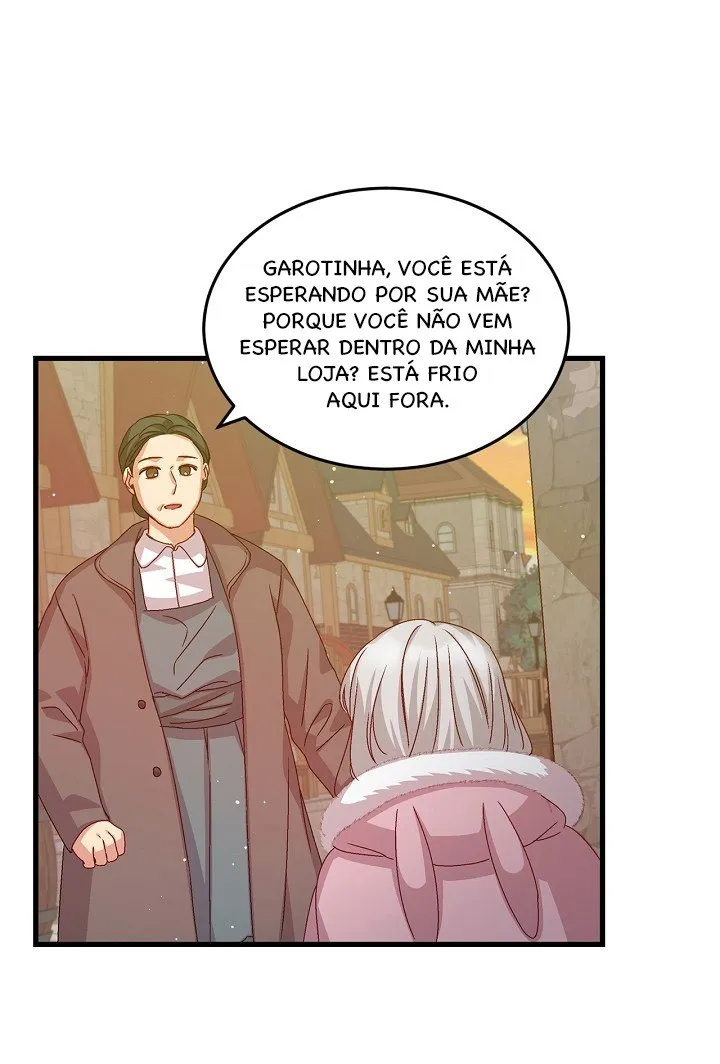 GAROTINHA, VOCÊ ESTÁ
ESPERANDO POR SUA MÃE?
PORQUE VOCÊ NÃO VEM
ESPERAR DENTRO DA MINHA
LOJA? ESTÁ FRIO
AQUI FORA.